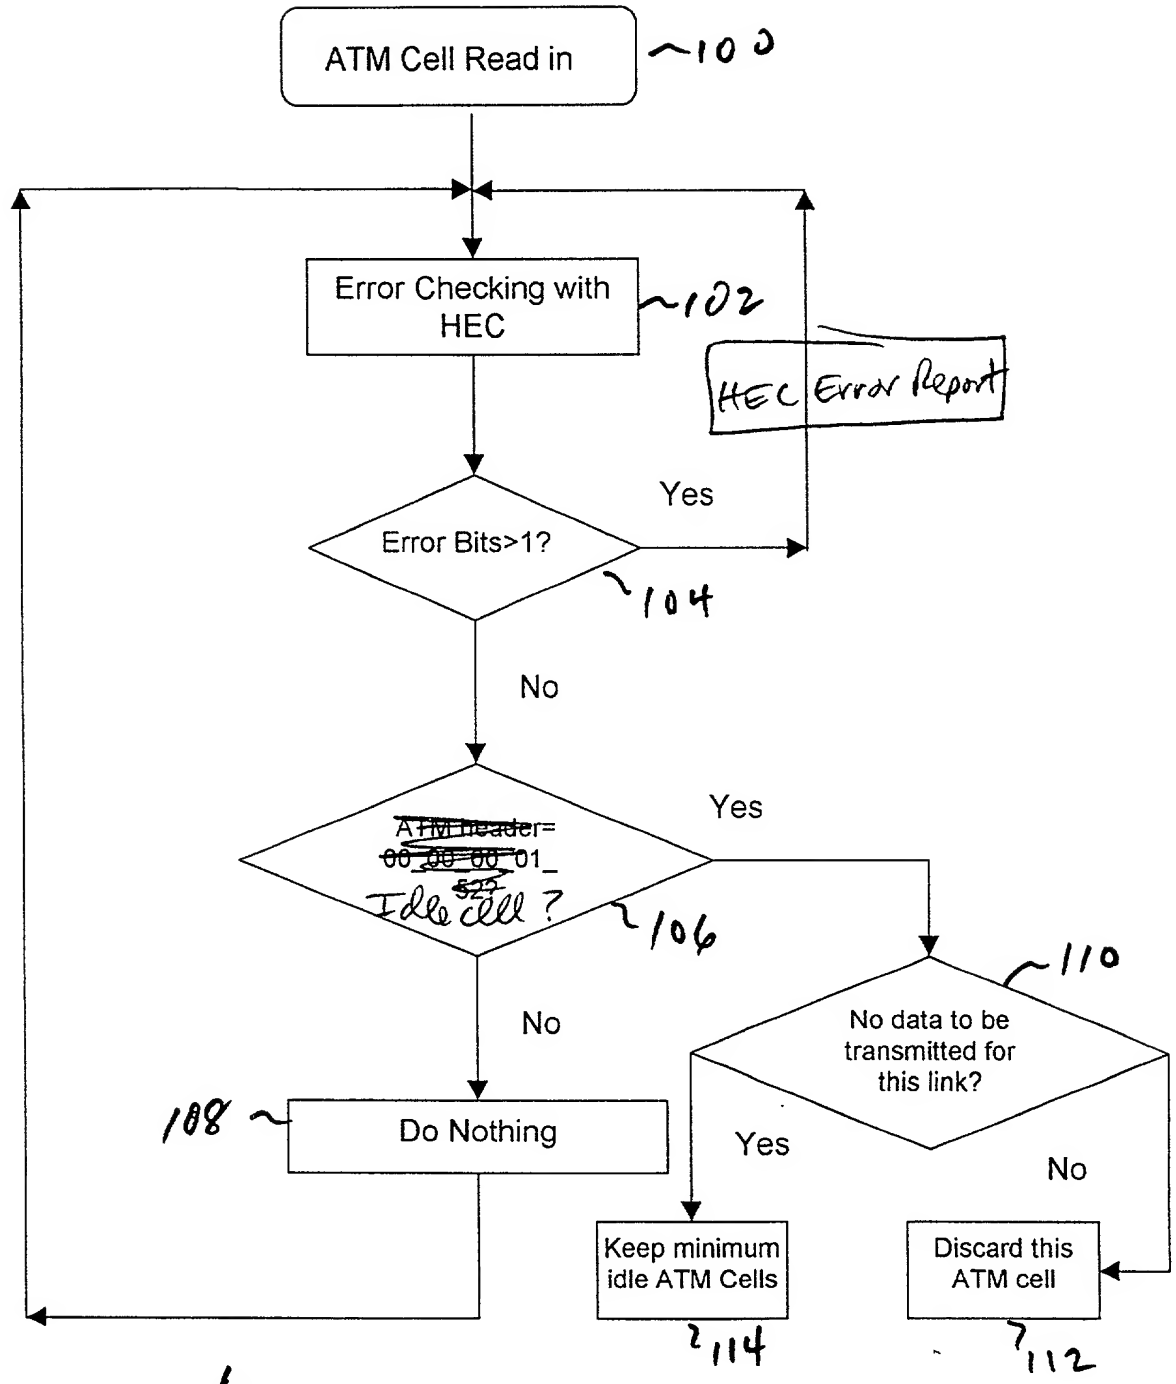 ATM Cell Read in
100
Error Checking with
HEC
102
HEC Error Report
Yes
Error Bits>1?
104
No
ATM header=
00_00_00_01_
52?
Idle cell ?
Yes
106
110
No data to be
transmitted for
this link?
No
108
Do Nothing
Yes
No
Keep minimum
idle ATM Cells
Discard this
ATM cell
114
112